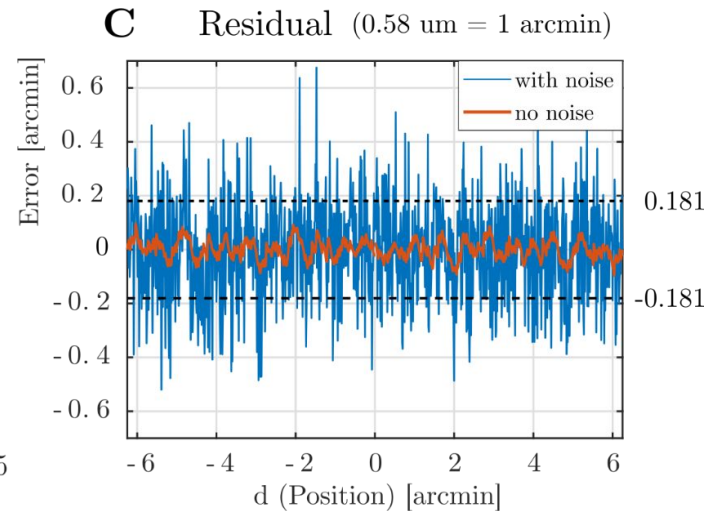 C Residual (0.58 um = 1 arcmin)
with noise
no noise
Error [arcmin]
0.6
0.4
0.2
0
-0.2
-0.4
-0.6
0.181
-0.181
5
-6 -4 -2 0 2 4 6
d (Position) [arcmin]